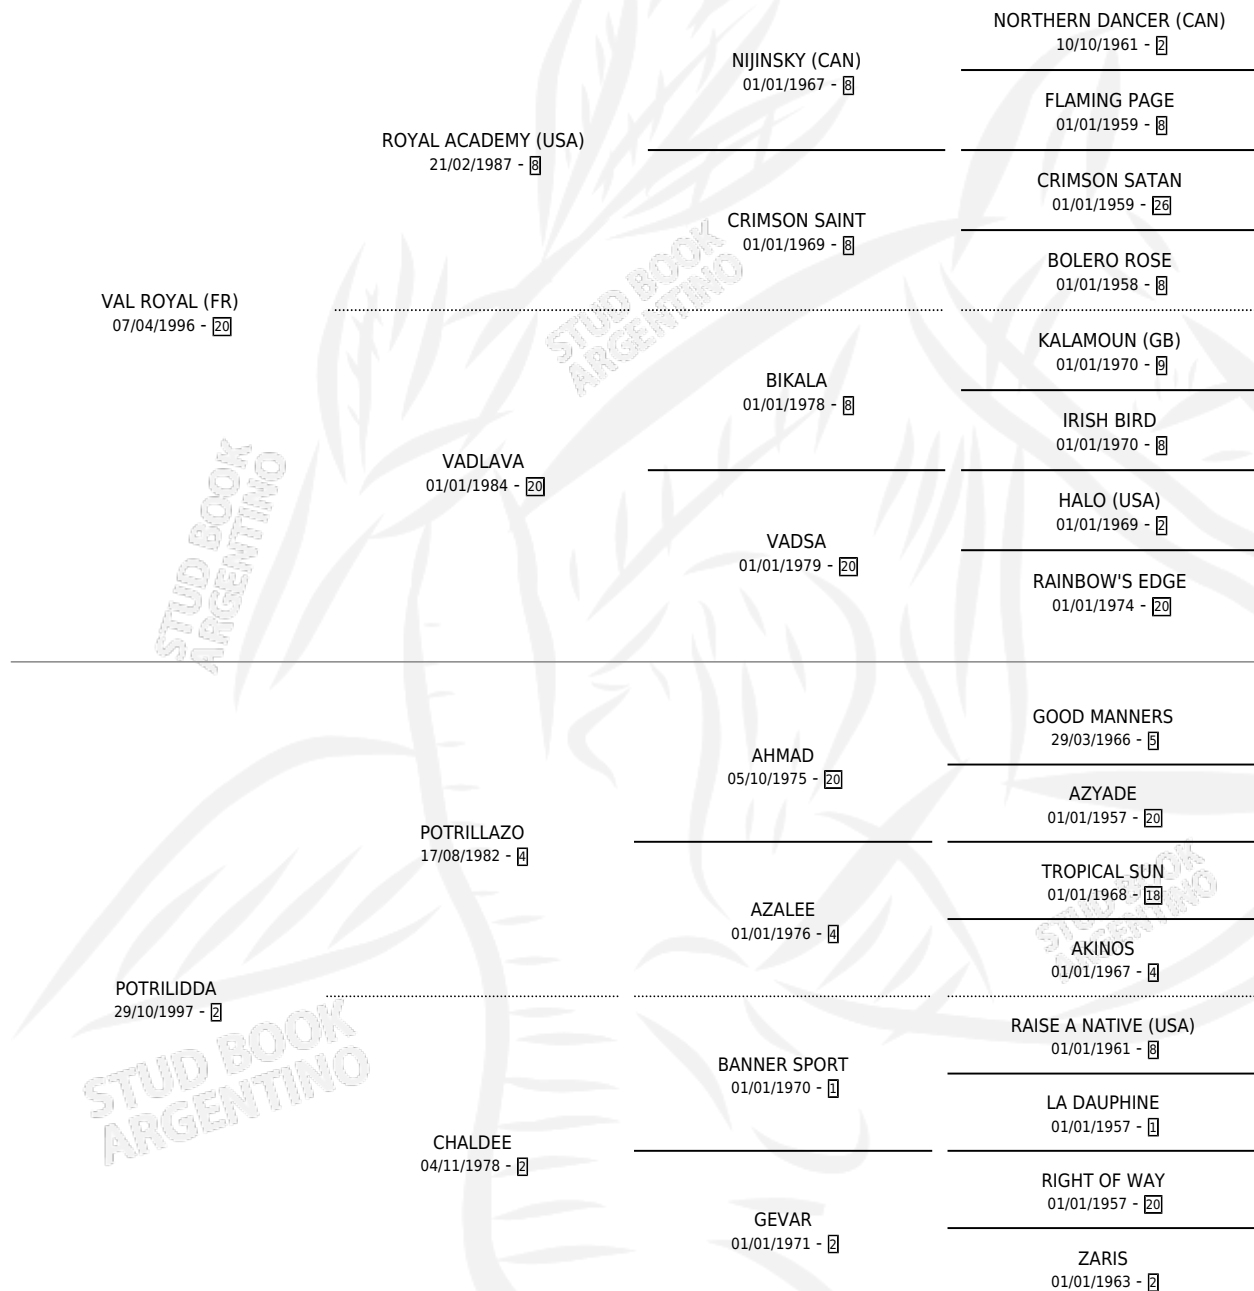 NORTHERN DANCER (CAN)
10/10/1961 - 2
NIJINSKY (CAN)
01/01/1967 - 8
FLAMING PAGE
01/01/1959 - 8
ROYAL ACADEMY (USA)
21/02/1987 - 8
CRIMSON SATAN
01/01/1959 - 26
CRIMSON SAINT
01/01/1969 - 8
BOLERO ROSE
01/01/1958 - 8
VAL ROYAL (FR)
07/04/1996 - 20
STUD BOOK
ARGENTINO
KALAMOUN (GB)
01/01/1970 - 9
BIKALA
01/01/1978 - 8
IRISH BIRD
01/01/1970 - 8
VADLAVA
01/01/1984 - 20
HALO (USA)
01/01/1969 - 2
VADSA
01/01/1979 - 20
RAINBOW'S EDGE
01/01/1974 - 20
STUD BOOK
ARGENTINO
GOOD MANNERS
29/03/1966 - 5
AHMAD
05/10/1975 - 20
AZYADE
01/01/1957 - 20
POTRILLAZO
17/08/1982 - 4
TROPICAL SUN
01/01/1968 - 18
AZALEE
01/01/1976 - 4
STUD BOOK
ARGENTINO
AKINOS
01/01/1967 - 4
POTRILIDDA
29/10/1997 - 2
RAISE A NATIVE (USA)
01/01/1961 - 8
BANNER SPORT
01/01/1970 - 1
STUD BOOK
ARGENTINO
LA DAUPHINE
01/01/1957 - 1
CHALDEE
04/11/1978 - 2
RIGHT OF WAY
01/01/1957 - 20
GEVAR
01/01/1971 - 2
ZARIS
01/01/1963 - 2